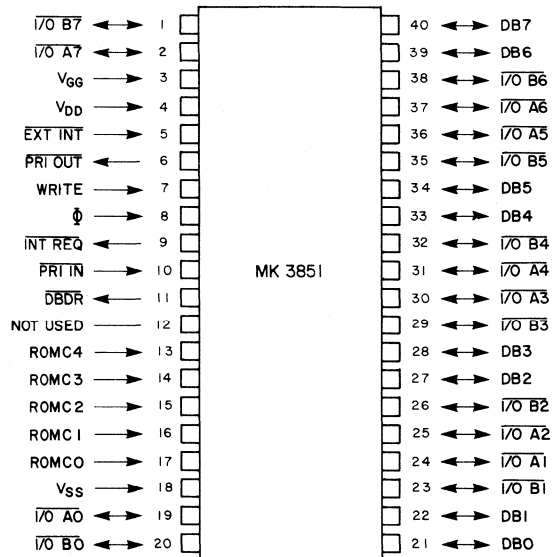 I/O B7 1 40 DB7
I/O A7 2 39 DB6
VGG 3 38 I/O B6
VDD 4 37 I/O A6
EXT INT 5 36 I/O A5
PRI OUT 6 35 I/O B5
WRITE 7 34 DB5
Φ 8 33 DB4
INT REQ 9 32 I/O B4
PRI IN 10 MK 3851 31 I/O A4
DBDR 11 30 I/O A3
NOT USED 12 29 I/O B3
ROMC4 13 28 DB3
ROMC3 14 27 DB2
ROMC2 15 26 I/O B2
ROMC1 16 25 I/O A2
ROMC0 17 24 I/O A1
VSS 18 23 I/O B1
I/O A0 19 22 DB1
I/O B0 20 21 DB0